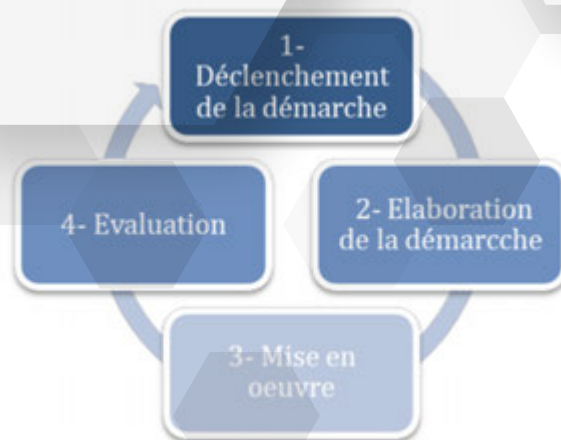 1-
Déclenchement
de la démarche
2- Elaboration
de la démarcche
3- Mise en
oeuvre
4- Evaluation